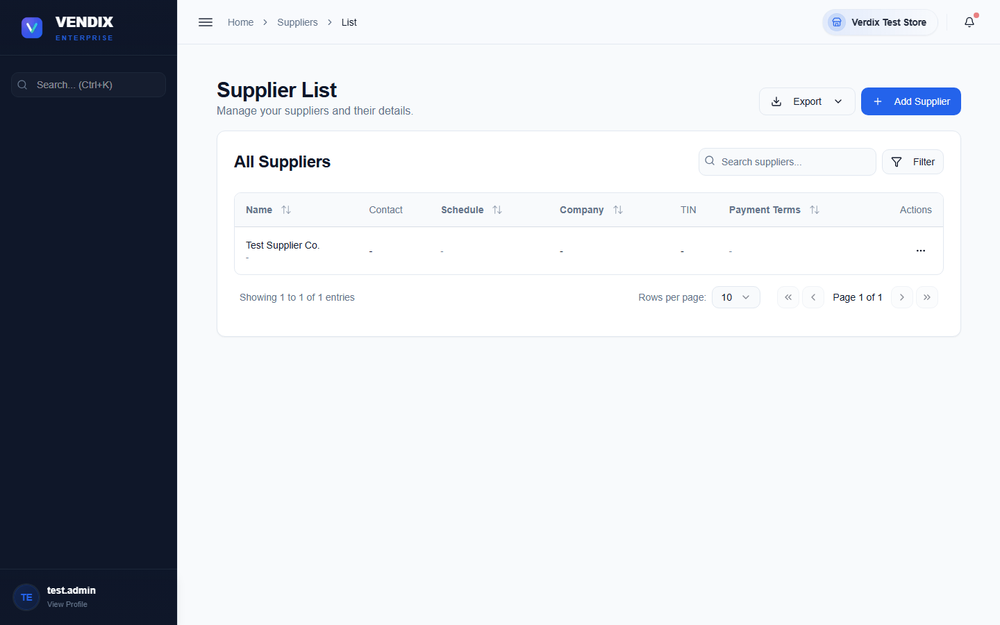 VENDIX
ENTERPRISE
Search... (Ctrl+K)
Home
Suppliers
List
Verdix Test Store
Supplier List
Manage your suppliers and their details.
Export
Add Supplier
All Suppliers
Search suppliers...
Filter
Name Contact Schedule Company TIN Payment Terms Actions
Test Supplier Co. - - - - -
-
Showing 1 to 1 of 1 entries
Rows per page: 10
Page 1 of 1
TE
test.admin
View Profile